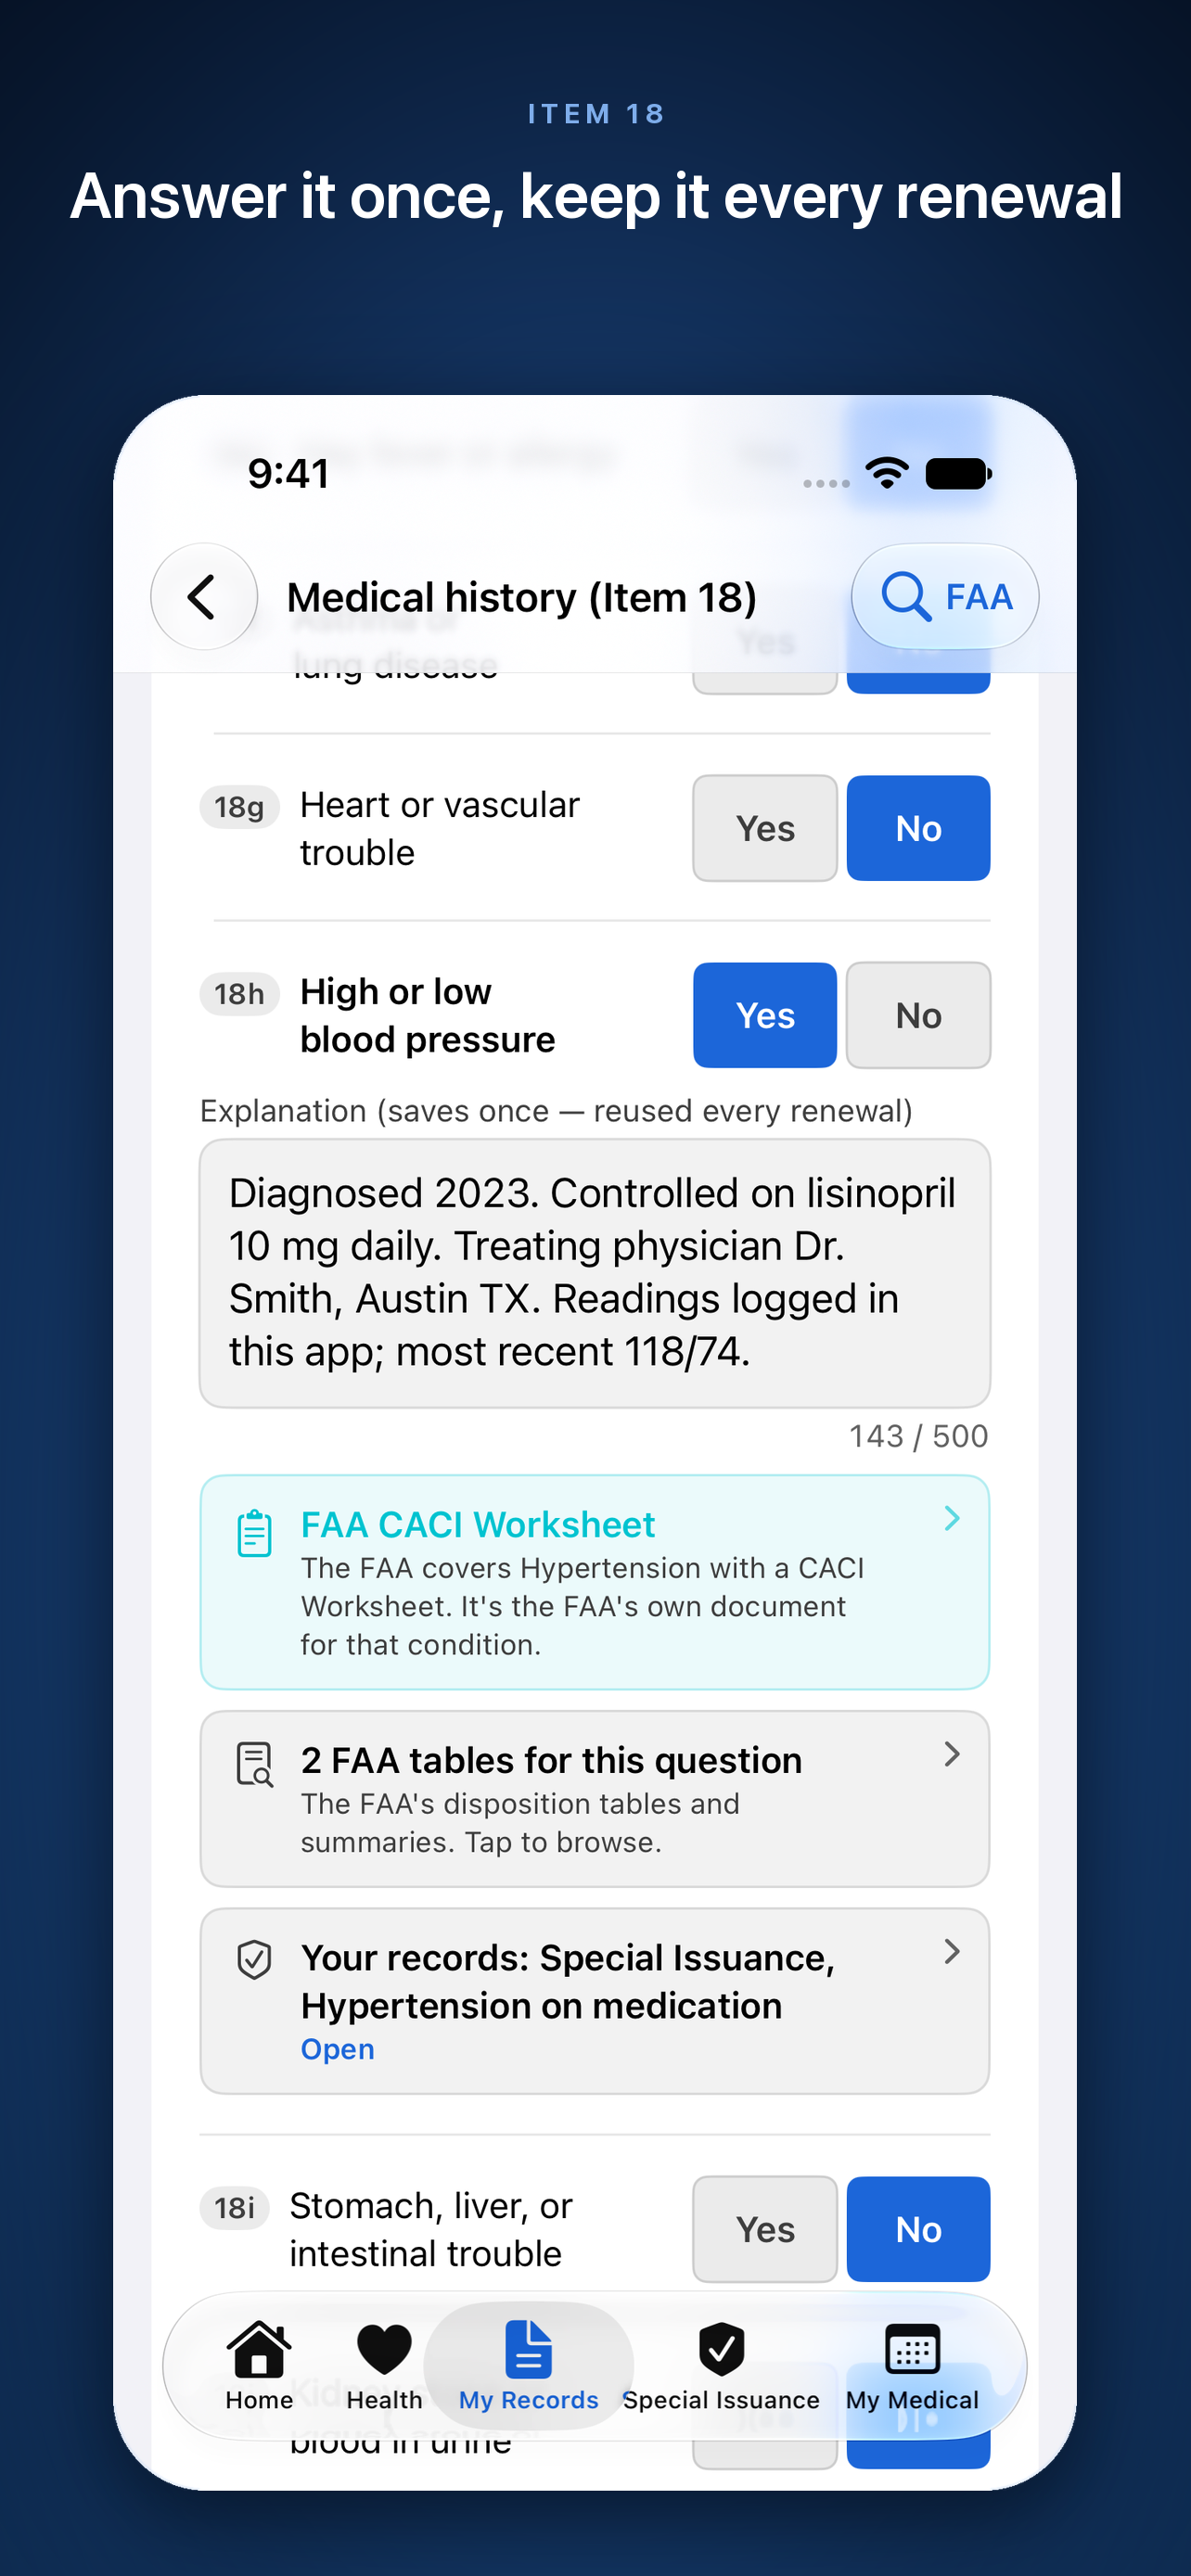 ITEM 18
Answer it once, keep it every renewal
9:41
Medical history (Item 18)
FAA
Asthma or
lung disease
Yes
18g
Heart or vascular
trouble
Yes
No
18h
High or low
blood pressure
Yes
No
Explanation (saves once — reused every renewal)
Diagnosed 2023. Controlled on lisinopril
10 mg daily. Treating physician Dr.
Smith, Austin TX. Readings logged in
this app; most recent 118/74.
143 / 500
FAA CACI Worksheet
The FAA covers Hypertension with a CACI
Worksheet. It's the FAA's own document
for that condition.
2 FAA tables for this question
The FAA's disposition tables and
summaries. Tap to browse.
Your records: Special Issuance,
Hypertension on medication
Open
18i
Stomach, liver, or
intestinal trouble
Yes
No
Home
Health
My Records
Special Issuance
My Medical
Kidney
blood in urine